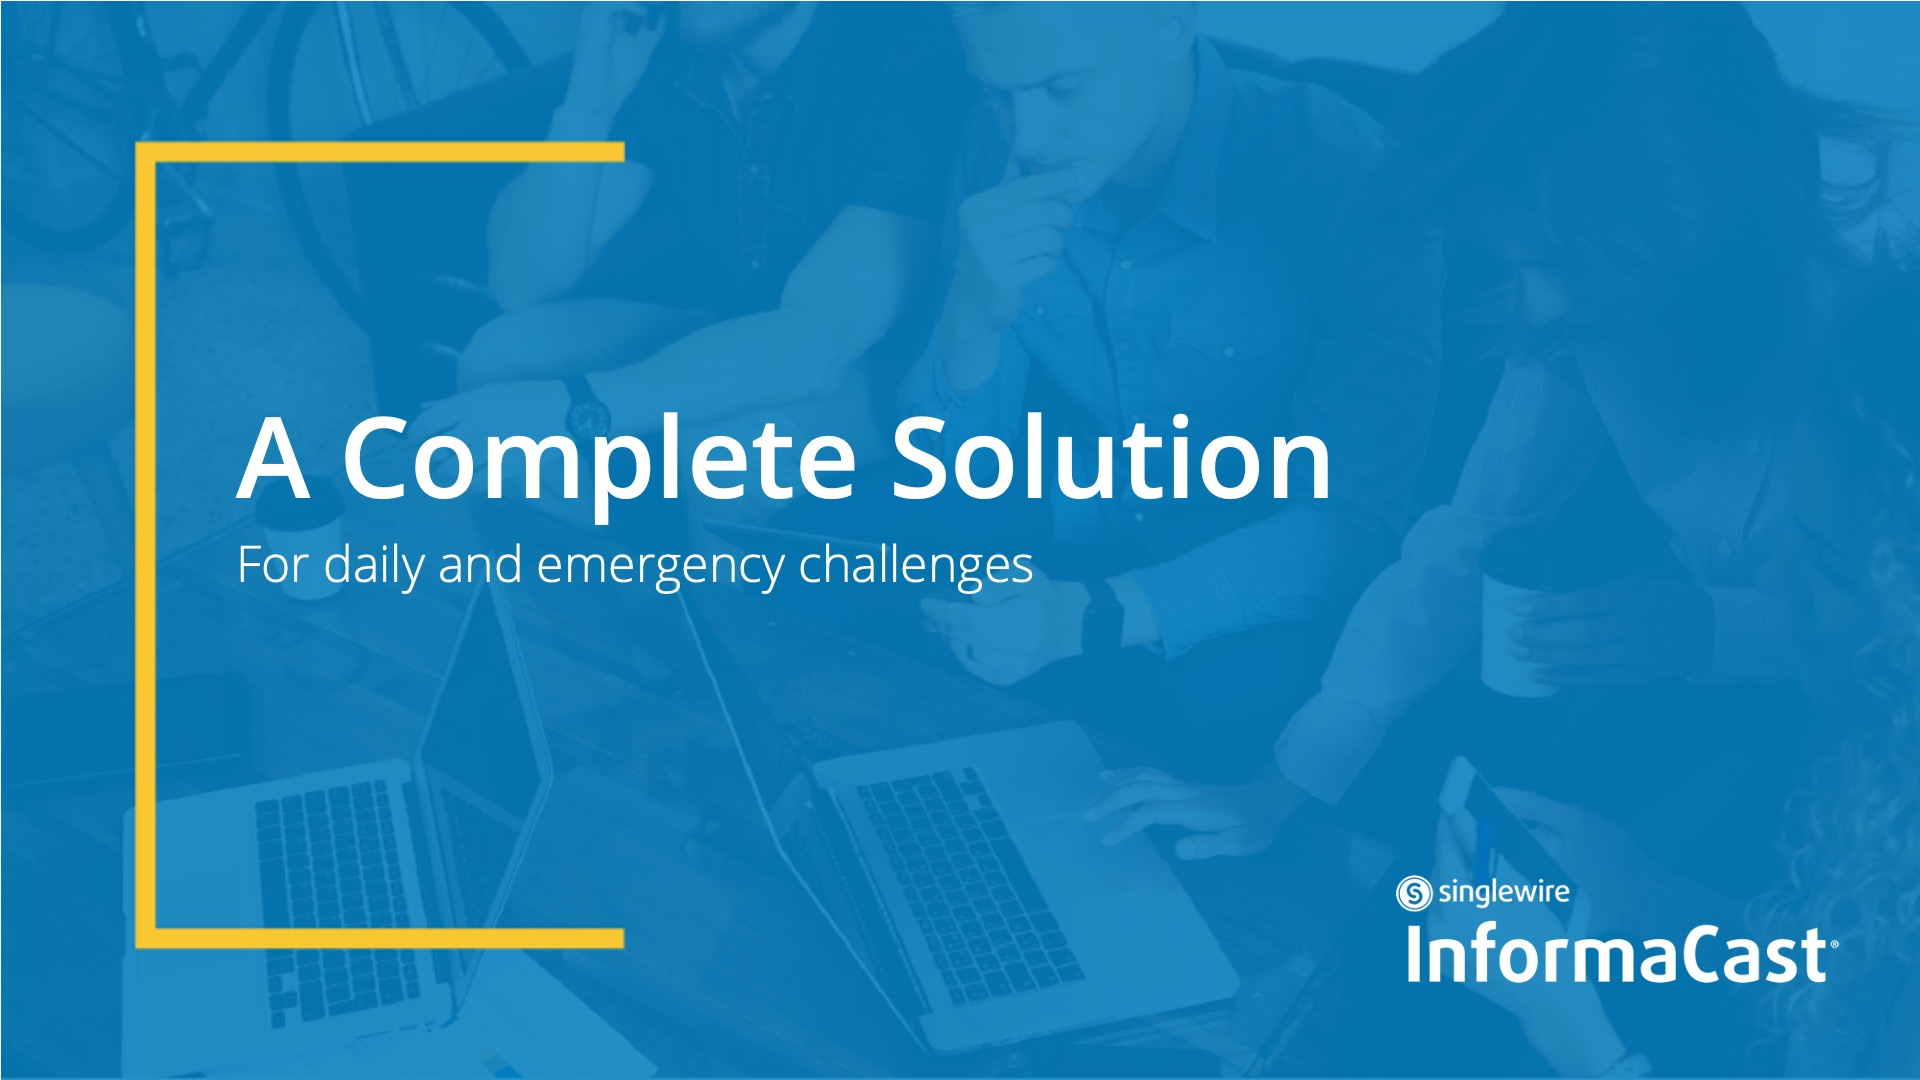 A Complete Solution
For daily and emergency challenges
S singlewire
InformaCast®